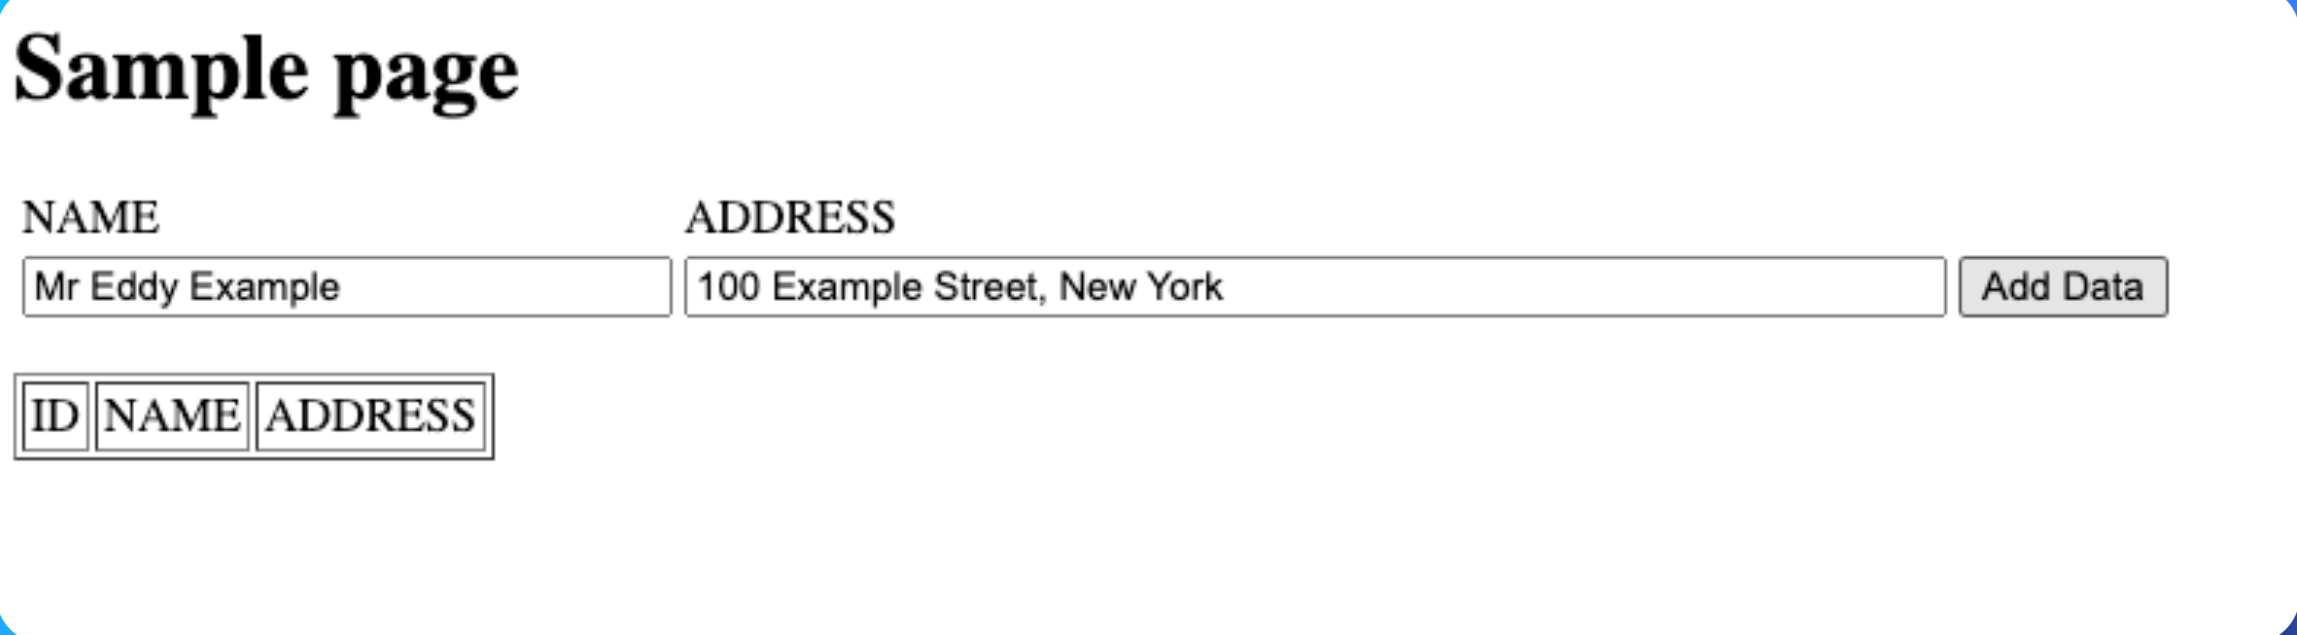 Sample page
NAME ADDRESS
Mr Eddy Example 100 Example Street, New York Add Data
ID NAME ADDRESS